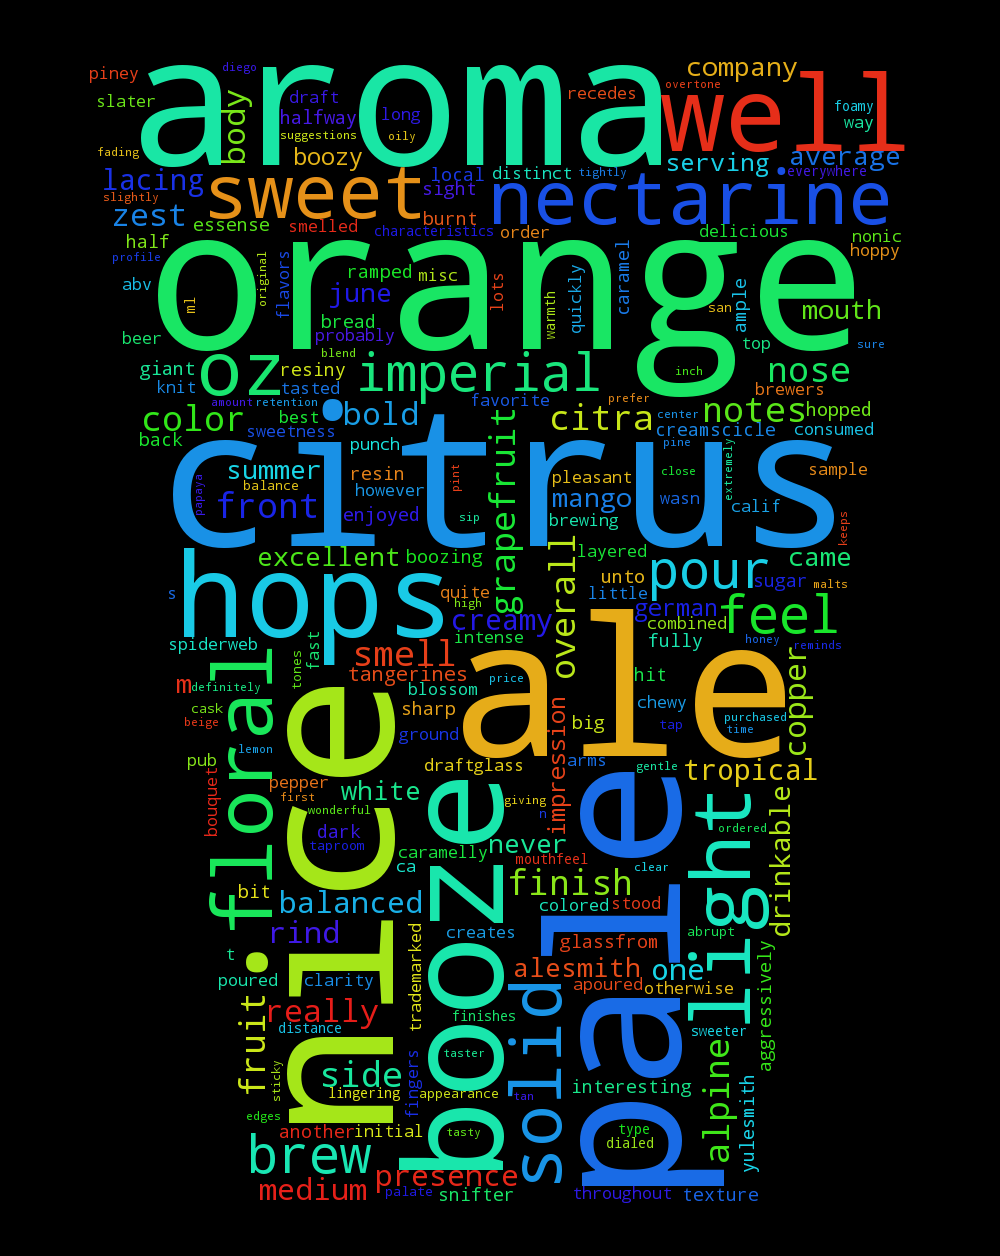 diego
piney
aroma
company
well
overtone
slater
body
draft
halfway
long
recedes
foamy
way
suggestions
oily
fading
boozy
serving
average
lacing
sweet
local
sight
distinct
tightly
everywhere
nectarine
slightly
zest
essense
smelled
burnt
characteristics
order
delicious
nonic
hoppy
half
profile
orange
original
flavors
ramped
misc
lots
warmth
quickly
caramel
ample
san
mouth
abv
ml
june
bread
probably
beer
blend
top
sure
giant
oz
resiny
imperial
inch
nose
knit
tasted
brewers
amount
retention
favorite
prefer
color
best
bold
citra
center
notes
hopped
back
sweetness
punch
grapefruit
creamscicle
consumed
citrus
summer
balance
resin
however
pint
pleasant
pine
close
extremely
sample
papaya
front
enjoyed
sip
mango
wasn
calif
keeps
brewing
excellent
boozing
layered
came
hops
quite
high
overall
unto
pour
sugar
malts
s
little
german
creamy
combined
feel
spiderweb
fast
intense
fully
honey
reminds
smell
ale
tones
tangerines
hit
m
definitely
blossom
price
copper
cask
beige
sharp
impression
big
chewy
tap
purchased
time
floral
lemon
nice
ground
arms
pub
bouquet
draftglass
gentle
tropical
pepper
first
white
booze
giving
n
pale
light
drinkable
wonderful
dark
taproom
never
ordered
caramelly
ca
mouthfeel
clear
bit
balanced
finish
colored
stood
rind
trademarked
creates
glassfrom
abrupt
t
poured
clarity
alesmith
one
aggressively
fruit
really
finishes
solid
apoured
otherwise
distance
sweeter
sticky
side
fingers
taster
interesting
alpine
yulesmith
lingering
appearance
tan
edges
another
initial
tasty
type
dialed
brew
medium
presence
palate
snifter
throughout
texture